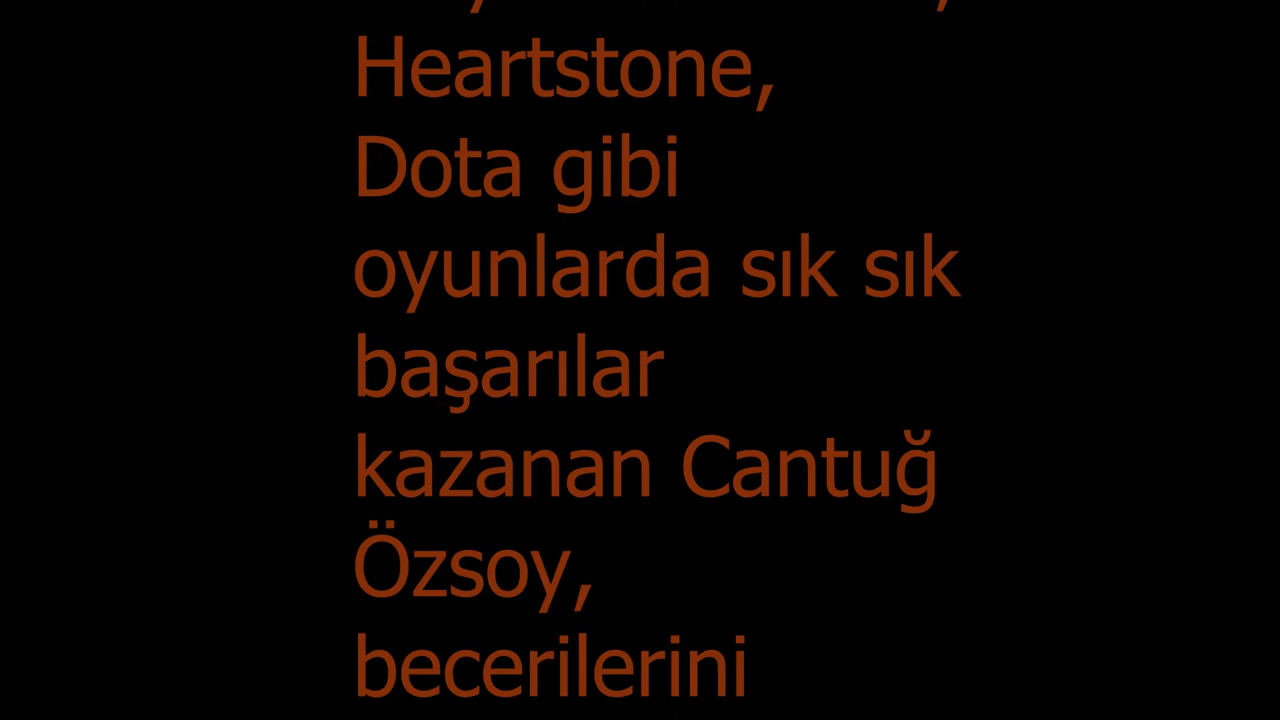 Heartstone,
Dota gibi
oyunlarda sık sık
başarılar
kazanan Cantuğ
Özsoy,
becerilerini